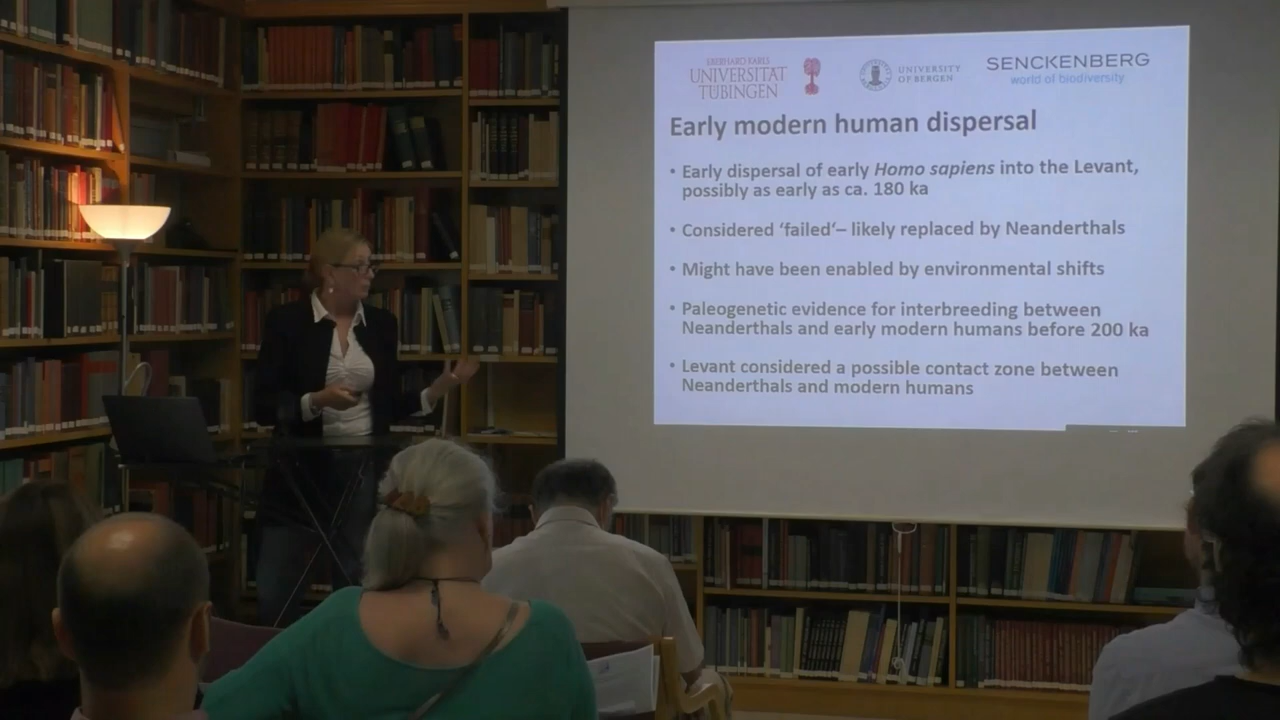 EBERHARD KARLS
UNIVERSITÄT
TÜBINGEN
UNIVERSITY
OF BERGEN
SENCKENBERG
world of biodiversity
Early modern human dispersal
• Early dispersal of early Homo sapiens into the Levant,
possibly as early as ca. 180 ka
• Considered ‘failed‘– likely replaced by Neanderthals
• Might have been enabled by environmental shifts
• Paleogenetic evidence for interbreeding between
Neanderthals and early modern humans before 200 ka
• Levant considered a possible contact zone between
Neanderthals and modern humans